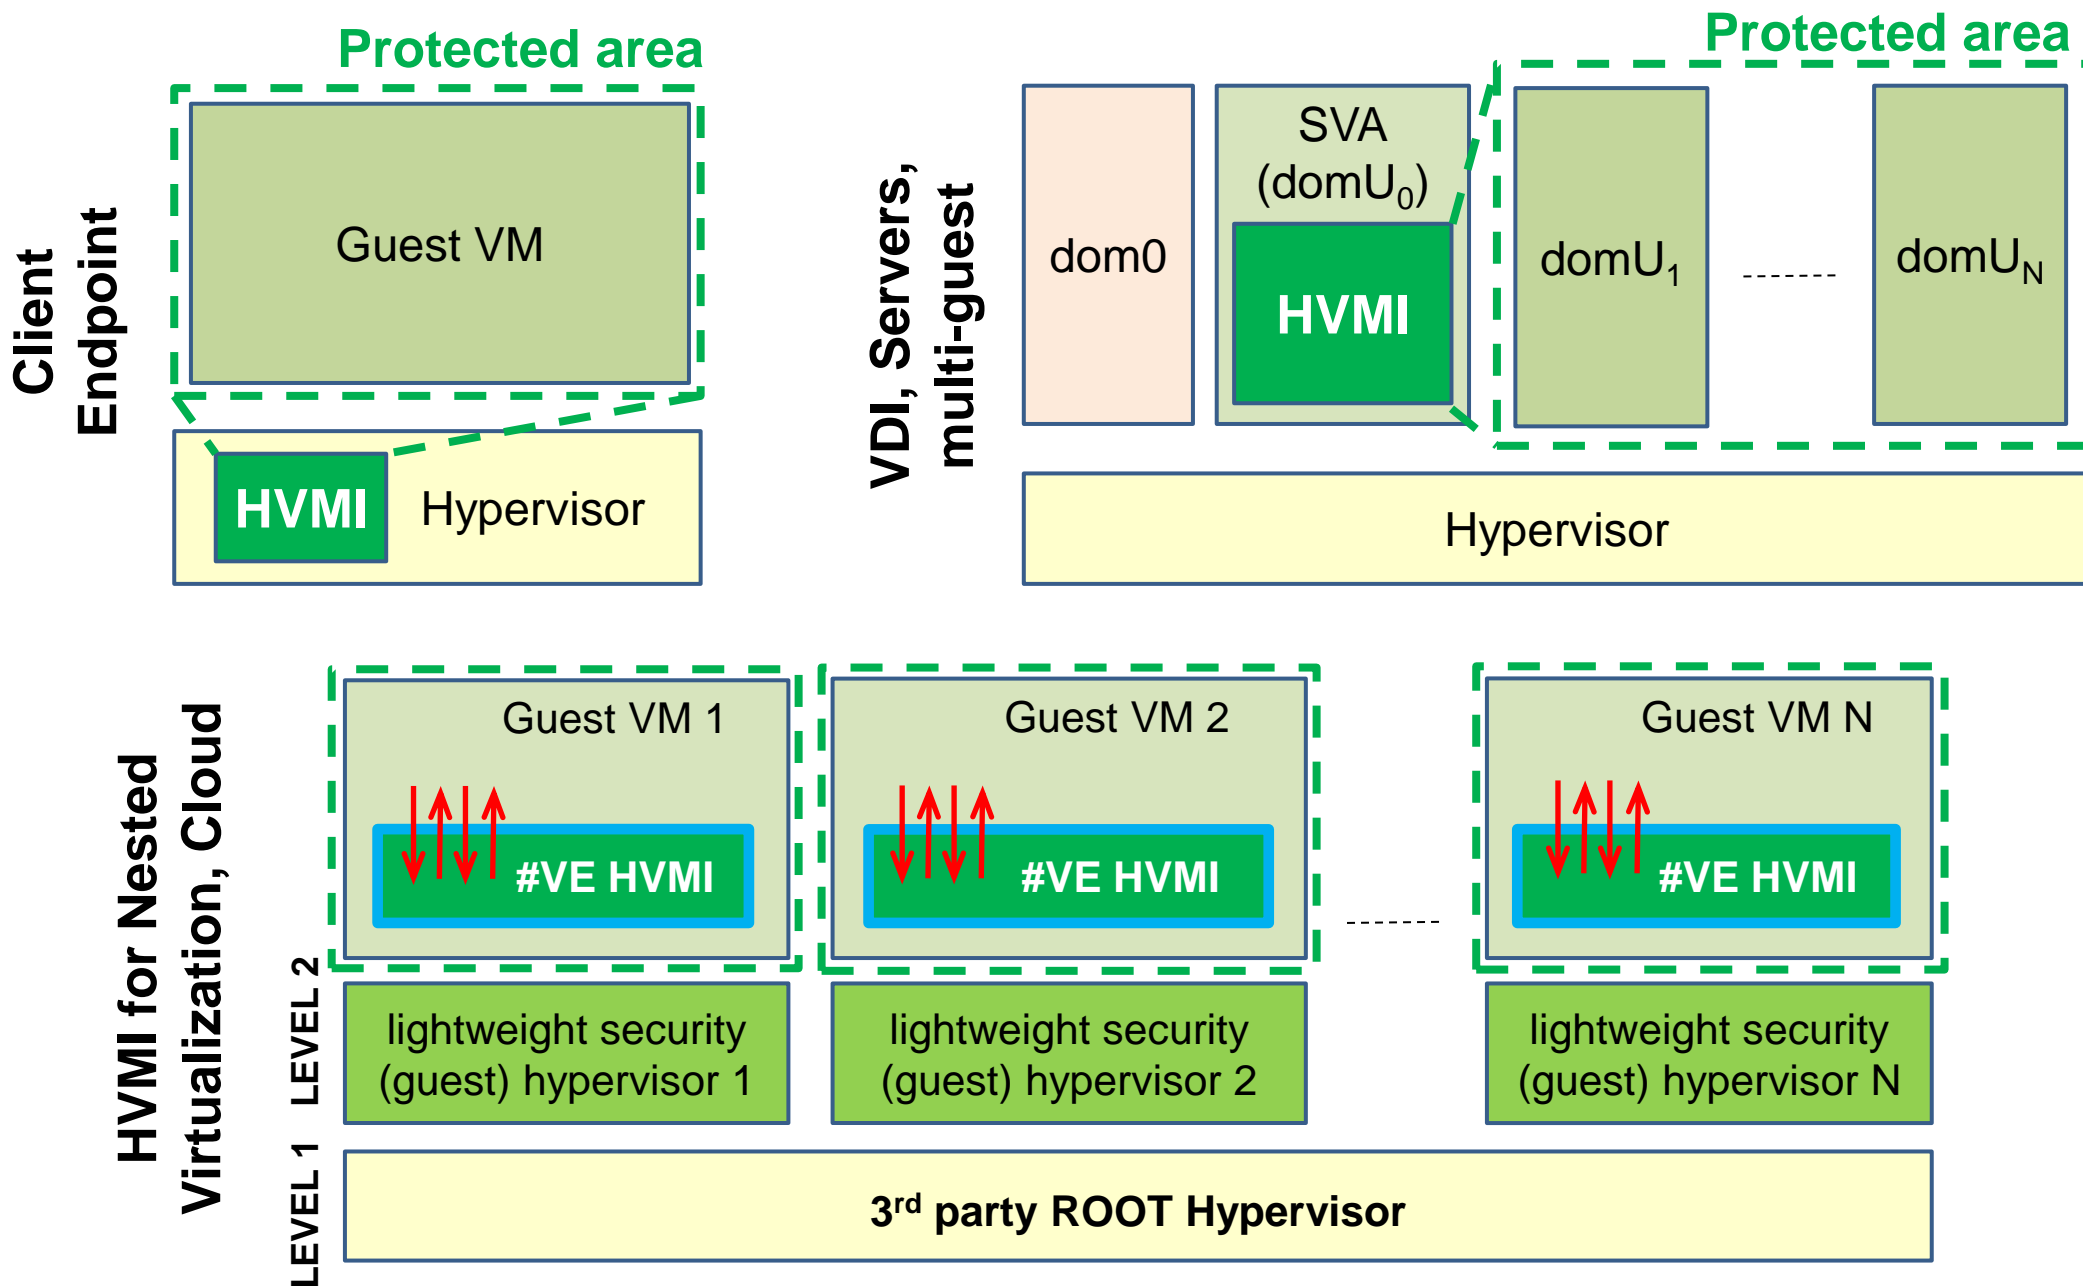 Protected area
Client
Endpoint
Guest VM
HVMI
Hypervisor
Protected area
VDI, Servers,
multi-guest
dom0
SVA
(domU₀)
HVMI
domU₁
domU_N
Hypervisor
HVMI for Nested
Virtualization, Cloud
LEVEL 2
Guest VM 1
#VE HVMI
Guest VM 2
#VE HVMI
Guest VM N
#VE HVMI
lightweight security
(guest) hypervisor 1
lightweight security
(guest) hypervisor 2
lightweight security
(guest) hypervisor N
LEVEL 1
3rd party ROOT Hypervisor